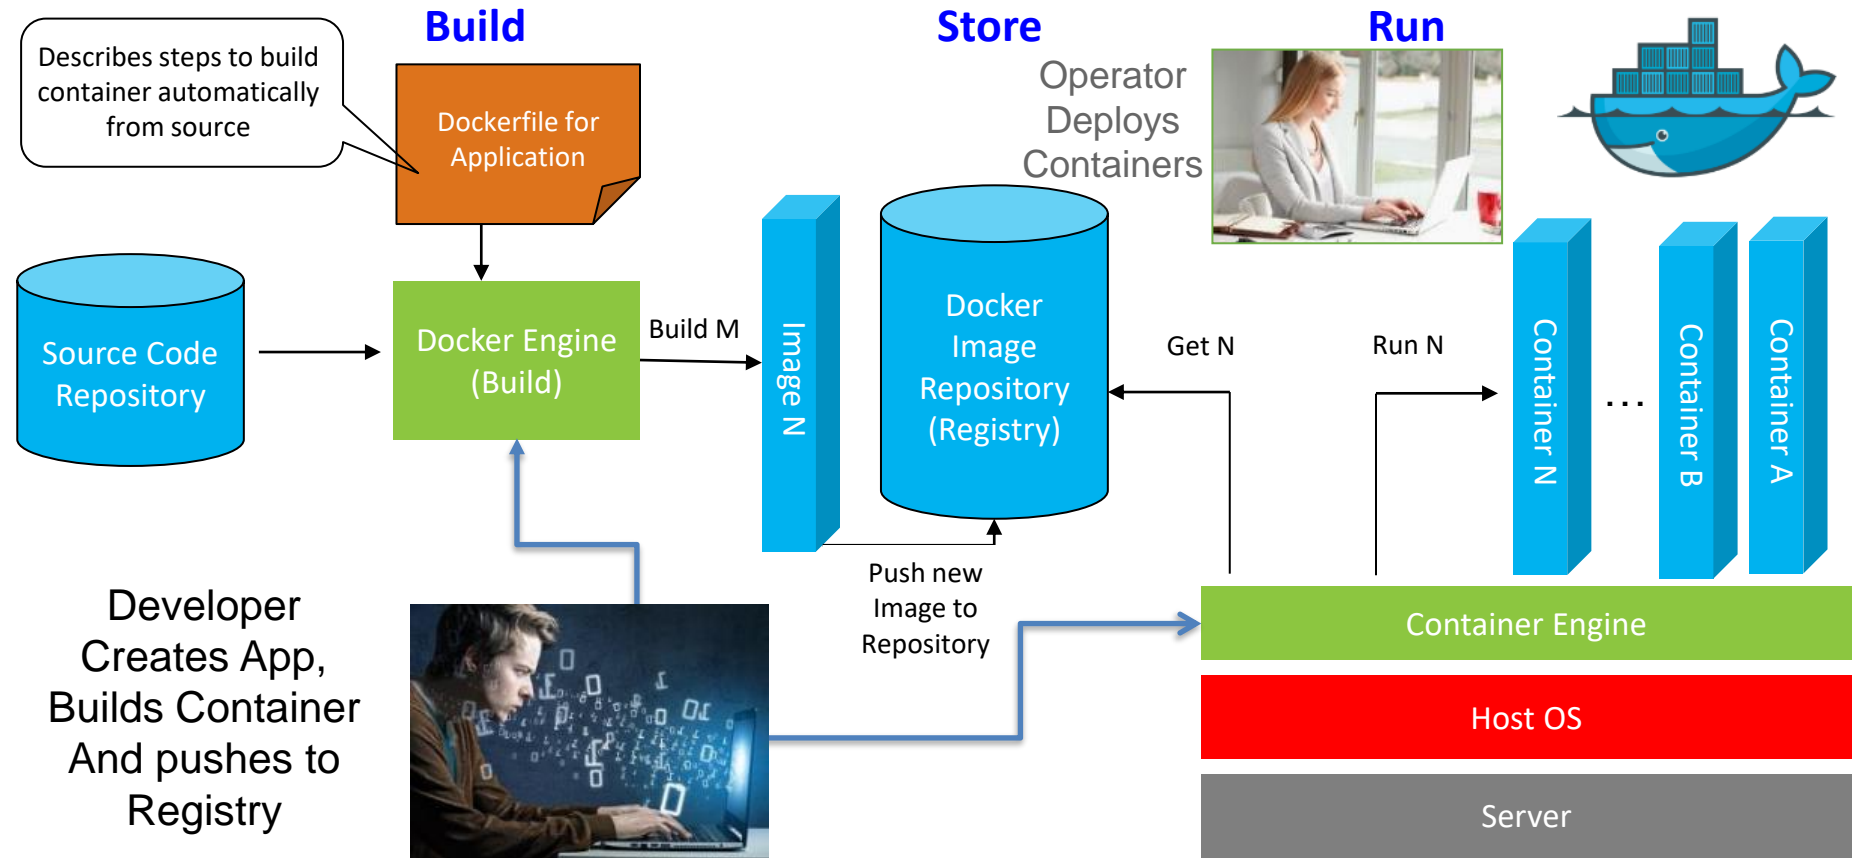 Build
Store
Run
Describes steps to build
container automatically
from source
Dockerfile for
Application
Operator
Deploys
Containers
Source Code
Repository
Docker Engine
(Build)
Build M
Image N
Docker
Image
Repository
(Registry)
Get N
Run N
Container N
...
Container B
Container A
Push new
Image to
Repository
Developer
Creates App,
Builds Container
And pushes to
Registry
Container Engine
Host OS
Server